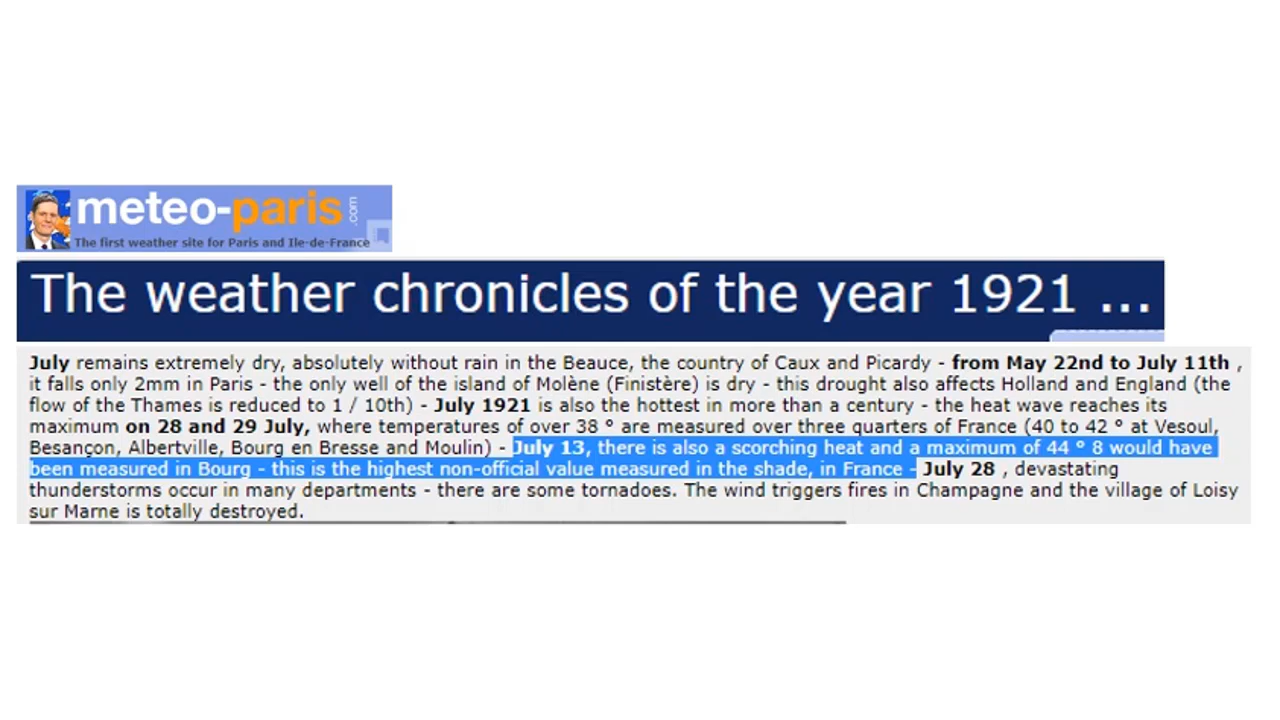 meteo-paris.com
The first weather site for Paris and Ile-de-France
The weather chronicles of the year 1921 ...
July remains extremely dry, absolutely without rain in the Beauce, the country of Caux and Picardy - from May 22nd to July 11th ,
it falls only 2mm in Paris - the only well of the island of Molène (Finistère) is dry - this drought also affects Holland and England (the
flow of the Thames is reduced to 1 / 10th) - July 1921 is also the hottest in more than a century - the heat wave reaches its
maximum on 28 and 29 July, where temperatures of over 38 ° are measured over three quarters of France (40 to 42 ° at Vesoul,
Besançon, Albertville, Bourg en Bresse and Moulin) - July 13, there is also a scorching heat and a maximum of 44 ° 8 would have
been measured in Bourg - this is the highest non-official value measured in the shade, in France - July 28 , devastating
thunderstorms occur in many departments - there are some tornadoes. The wind triggers fires in Champagne and the village of Loisy
sur Marne is totally destroyed.